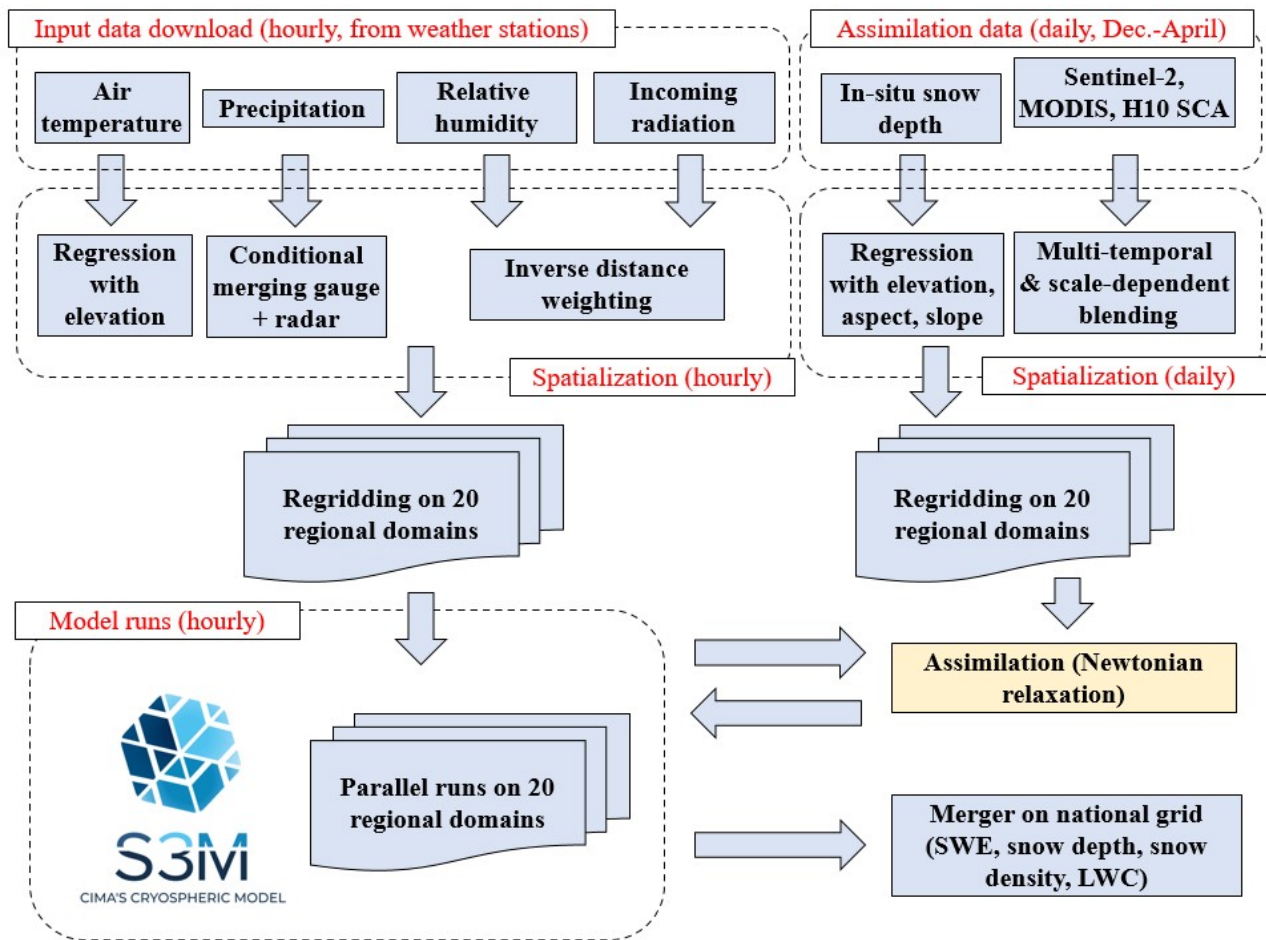 Input data download (hourly, from weather stations)
Air
temperature
Precipitation
Relative
humidity
Incoming
radiation
Regression
with
elevation
Conditional
merging gauge
+ radar
Inverse distance
weighting
Spatialization (hourly)
Assimilation data (daily, Dec.-April)
In-situ snow
depth
Sentinel-2,
MODIS, H10 SCA
Regression
with elevation,
aspect, slope
Multi-temporal
& scale-dependent
blending
Spatialization (daily)
Regridding on 20
regional domains
Regridding on 20
regional domains
Model runs (hourly)
S3M
CIMA'S CRYOSPHERIC MODEL
Parallel runs on 20
regional domains
Assimilation (Newtonian
relaxation)
Merger on national grid
(SWE, snow depth, snow
density, LWC)